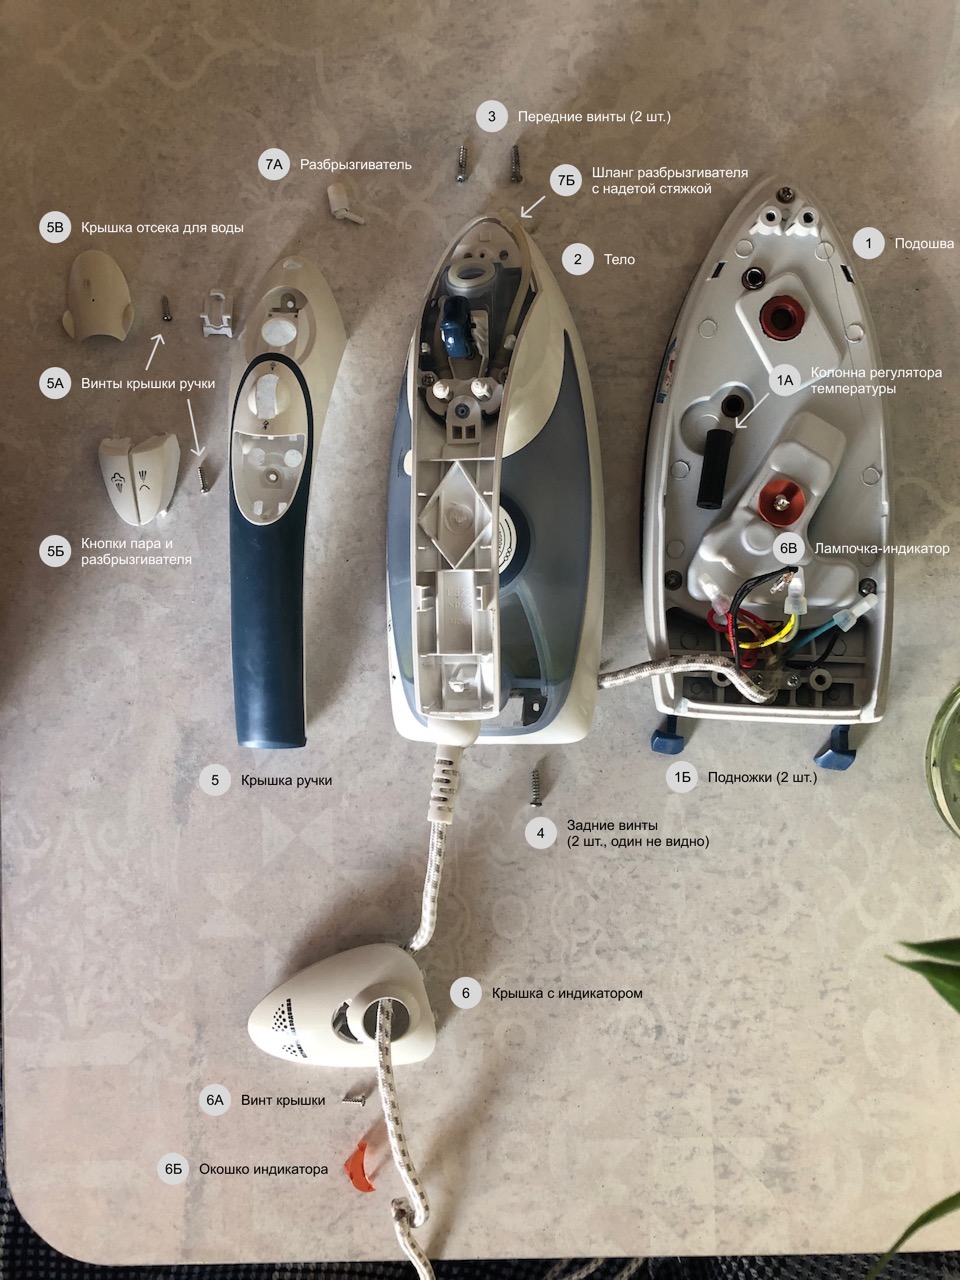 3 Передние винты (2 шт.)
7А Разбрызгиватель
7Б Шланг разбрызгивателя
с надетой стяжкой
5В Крышка отсека для воды
1 Подошва
2 Тело
5А Винты крышки ручки
1А Колонна регулятора
температуры
5Б Кнопки пара и
разбрызгивателя
6В Лампочка-индикатор
5 Крышка ручки
1Б Подножки (2 шт.)
4 Задние винты
(2 шт., один не видно)
6 Крышка с индикатором
6А Винт крышки
6Б Окошко индикатора